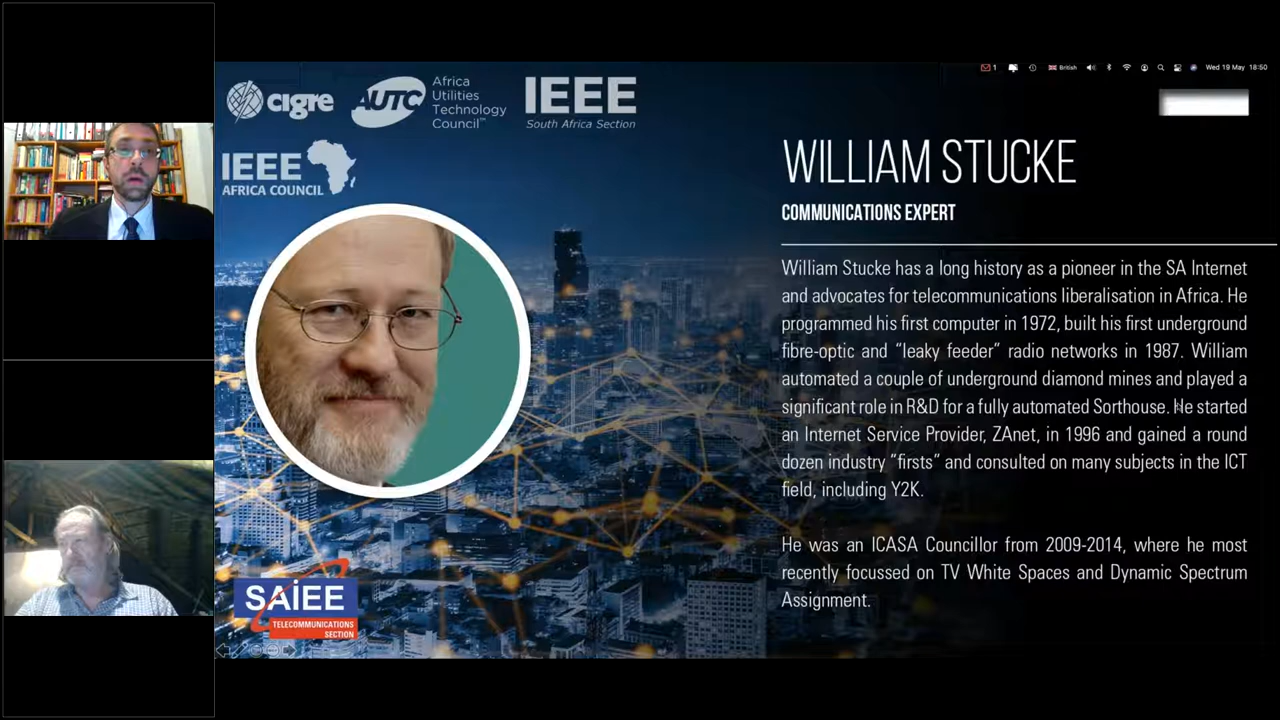 British
Wed 19 May 18:50
cigre
AUTC
Africa
Utilities
Technology
Council™
IEEE
South Africa Section
IEEE
AFRICA COUNCIL
WILLIAM STUCKE
COMMUNICATIONS EXPERT
William Stucke has a long history as a pioneer in the SA Internet
and advocates for telecommunications liberalisation in Africa. He
programmed his first computer in 1972, built his first underground
fibre-optic and “leaky feeder” radio networks in 1987. William
automated a couple of underground diamond mines and played a
significant role in R&D for a fully automated Sorthouse. He started
an Internet Service Provider, ZAnet, in 1996 and gained a round
dozen industry “firsts” and consulted on many subjects in the ICT
field, including Y2K.
He was an ICASA Councillor from 2009-2014, where he most
recently focussed on TV White Spaces and Dynamic Spectrum
Assignment.
SAiEE
TELECOMMUNICATIONS
SECTION